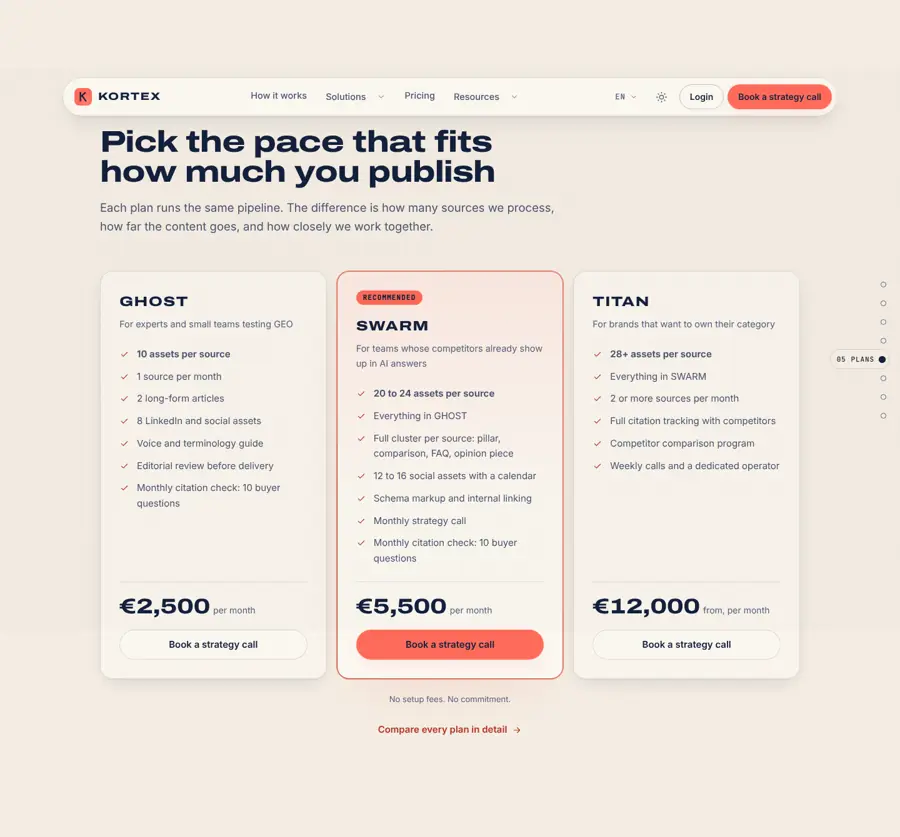 K KORTEX
How it works
Solutions
Pricing
Resources
EN
Login
Book a strategy call
Pick the pace that fits
how much you publish
Each plan runs the same pipeline. The difference is how many sources we process,
how far the content goes, and how closely we work together.
GHOST
For experts and small teams testing GEO
10 assets per source
1 source per month
2 long-form articles
8 LinkedIn and social assets
Voice and terminology guide
Editorial review before delivery
Monthly citation check: 10 buyer
questions
€2,500 per month
Book a strategy call
RECOMMENDED
SWARM
For teams whose competitors already show
up in AI answers
20 to 24 assets per source
Everything in GHOST
Full cluster per source: pillar,
comparison, FAQ, opinion piece
12 to 16 social assets with a calendar
Schema markup and internal linking
Monthly strategy call
Monthly citation check: 10 buyer
questions
€5,500 per month
Book a strategy call
TITAN
For brands that want to own their category
28+ assets per source
Everything in SWARM
2 or more sources per month
Full citation tracking with competitors
Competitor comparison program
Weekly calls and a dedicated operator
€12,000 from, per month
Book a strategy call
05 PLANS
No setup fees. No commitment.
Compare every plan in detail →